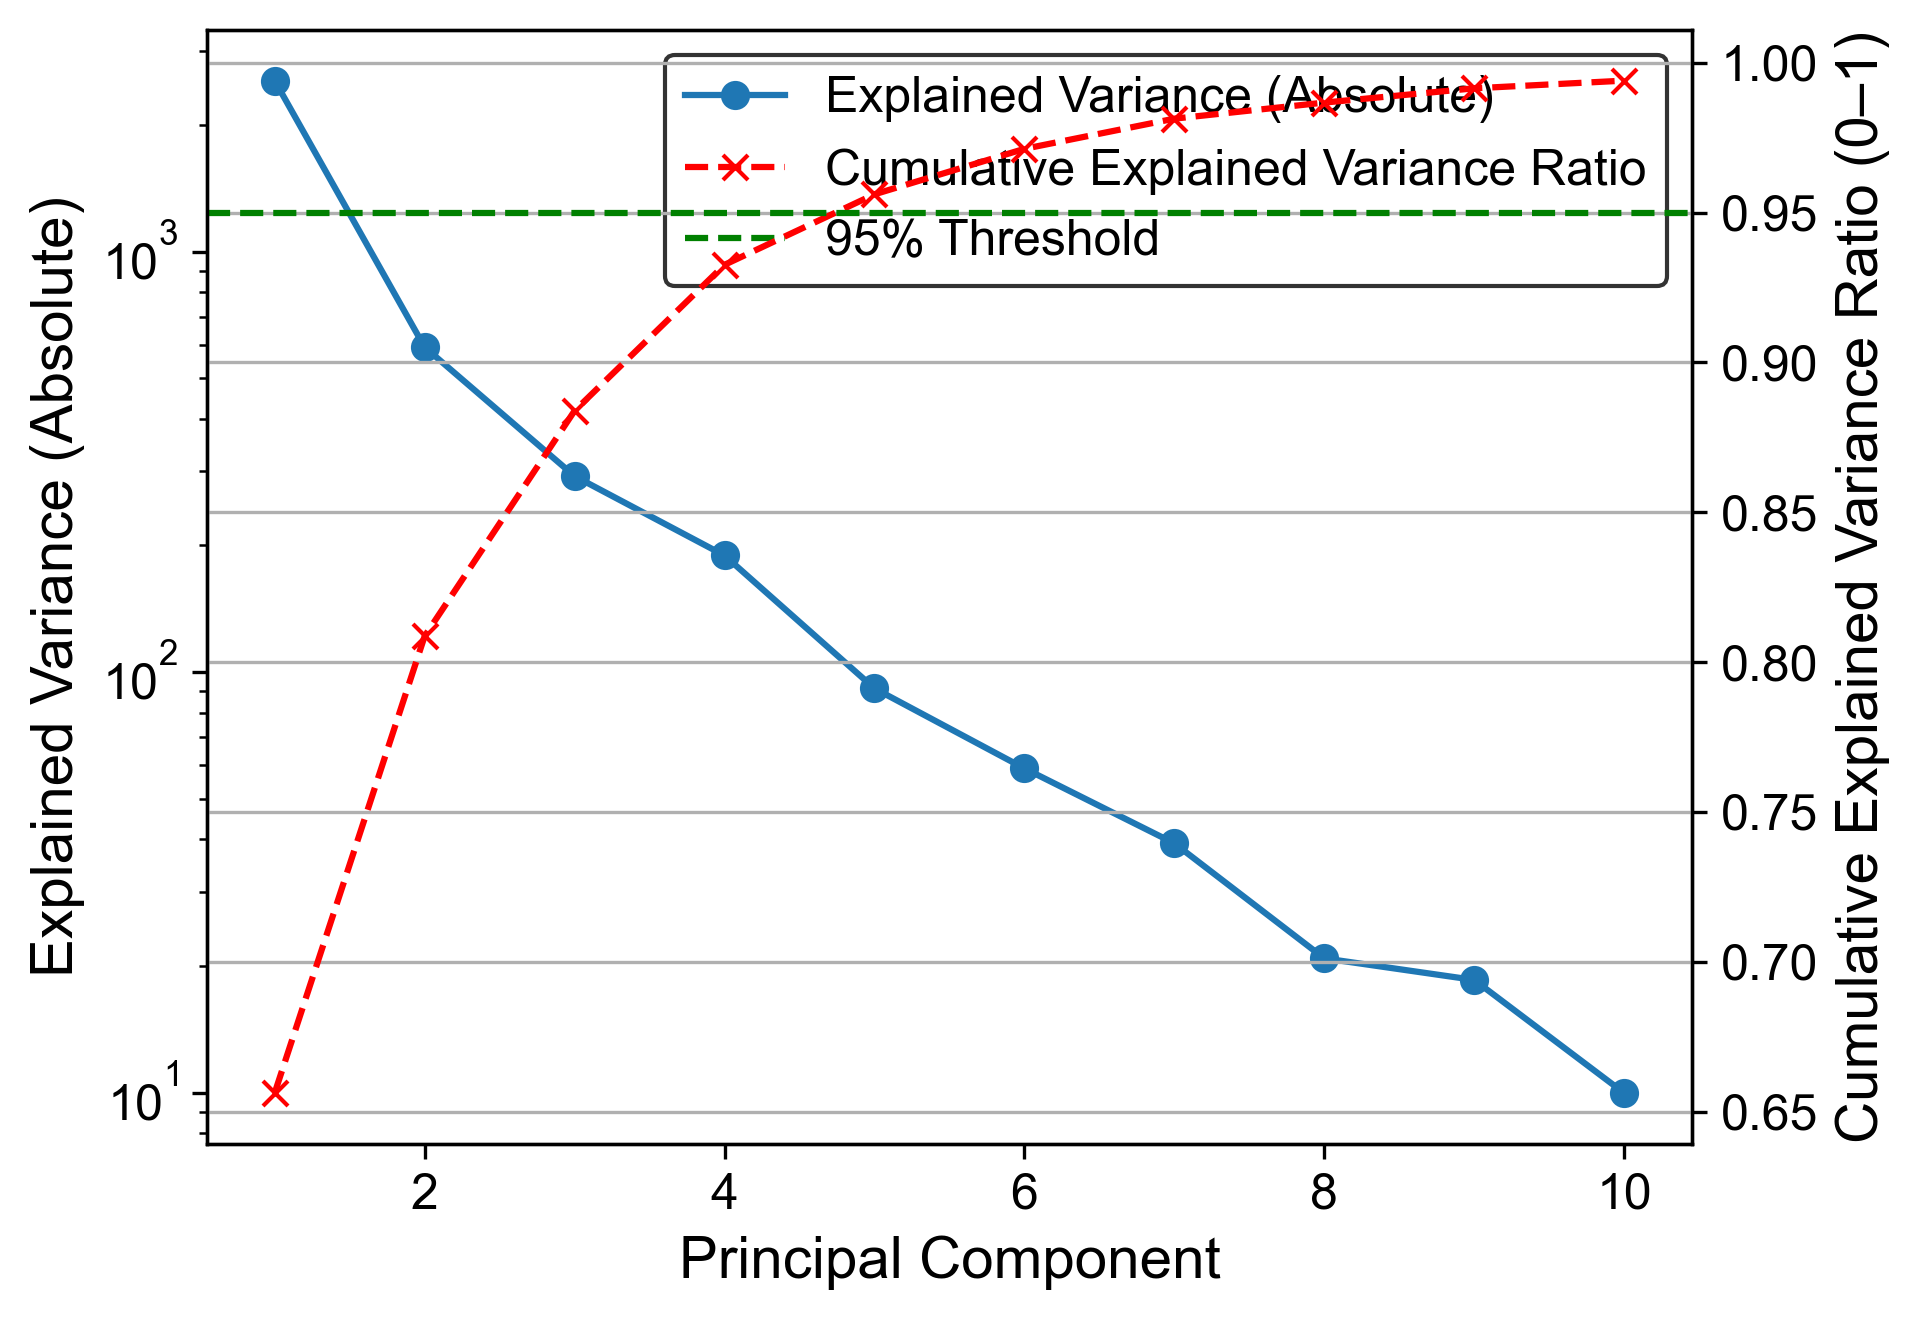 Explained Variance (Absolute)
10^3
10^2
10^1
Explained Variance (Absolute)
Cumulative Explained Variance Ratio
95% Threshold
1.00
0.95
0.90
0.85
0.80
0.75
0.70
0.65
Cumulative Explained Variance Ratio (0–1)
2 4 6 8 10
Principal Component